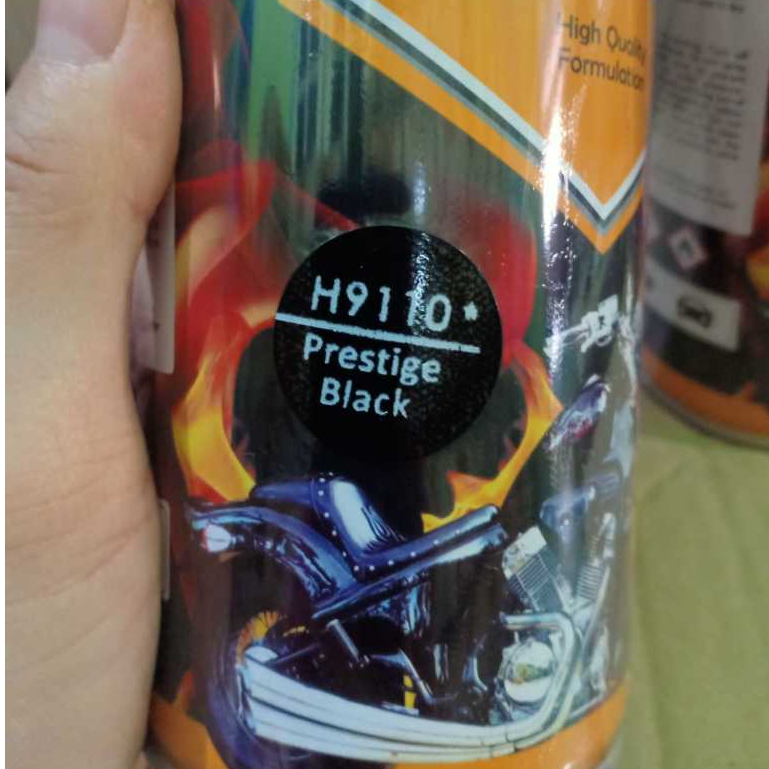 High Quality
Formulation
H9110*
Prestige
Black